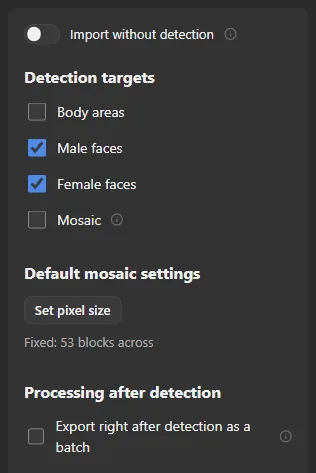 Import without detection
Detection targets
Body areas
Male faces
Female faces
Mosaic
Default mosaic settings
Set pixel size
Fixed: 53 blocks across
Processing after detection
Export right after detection as a
batch